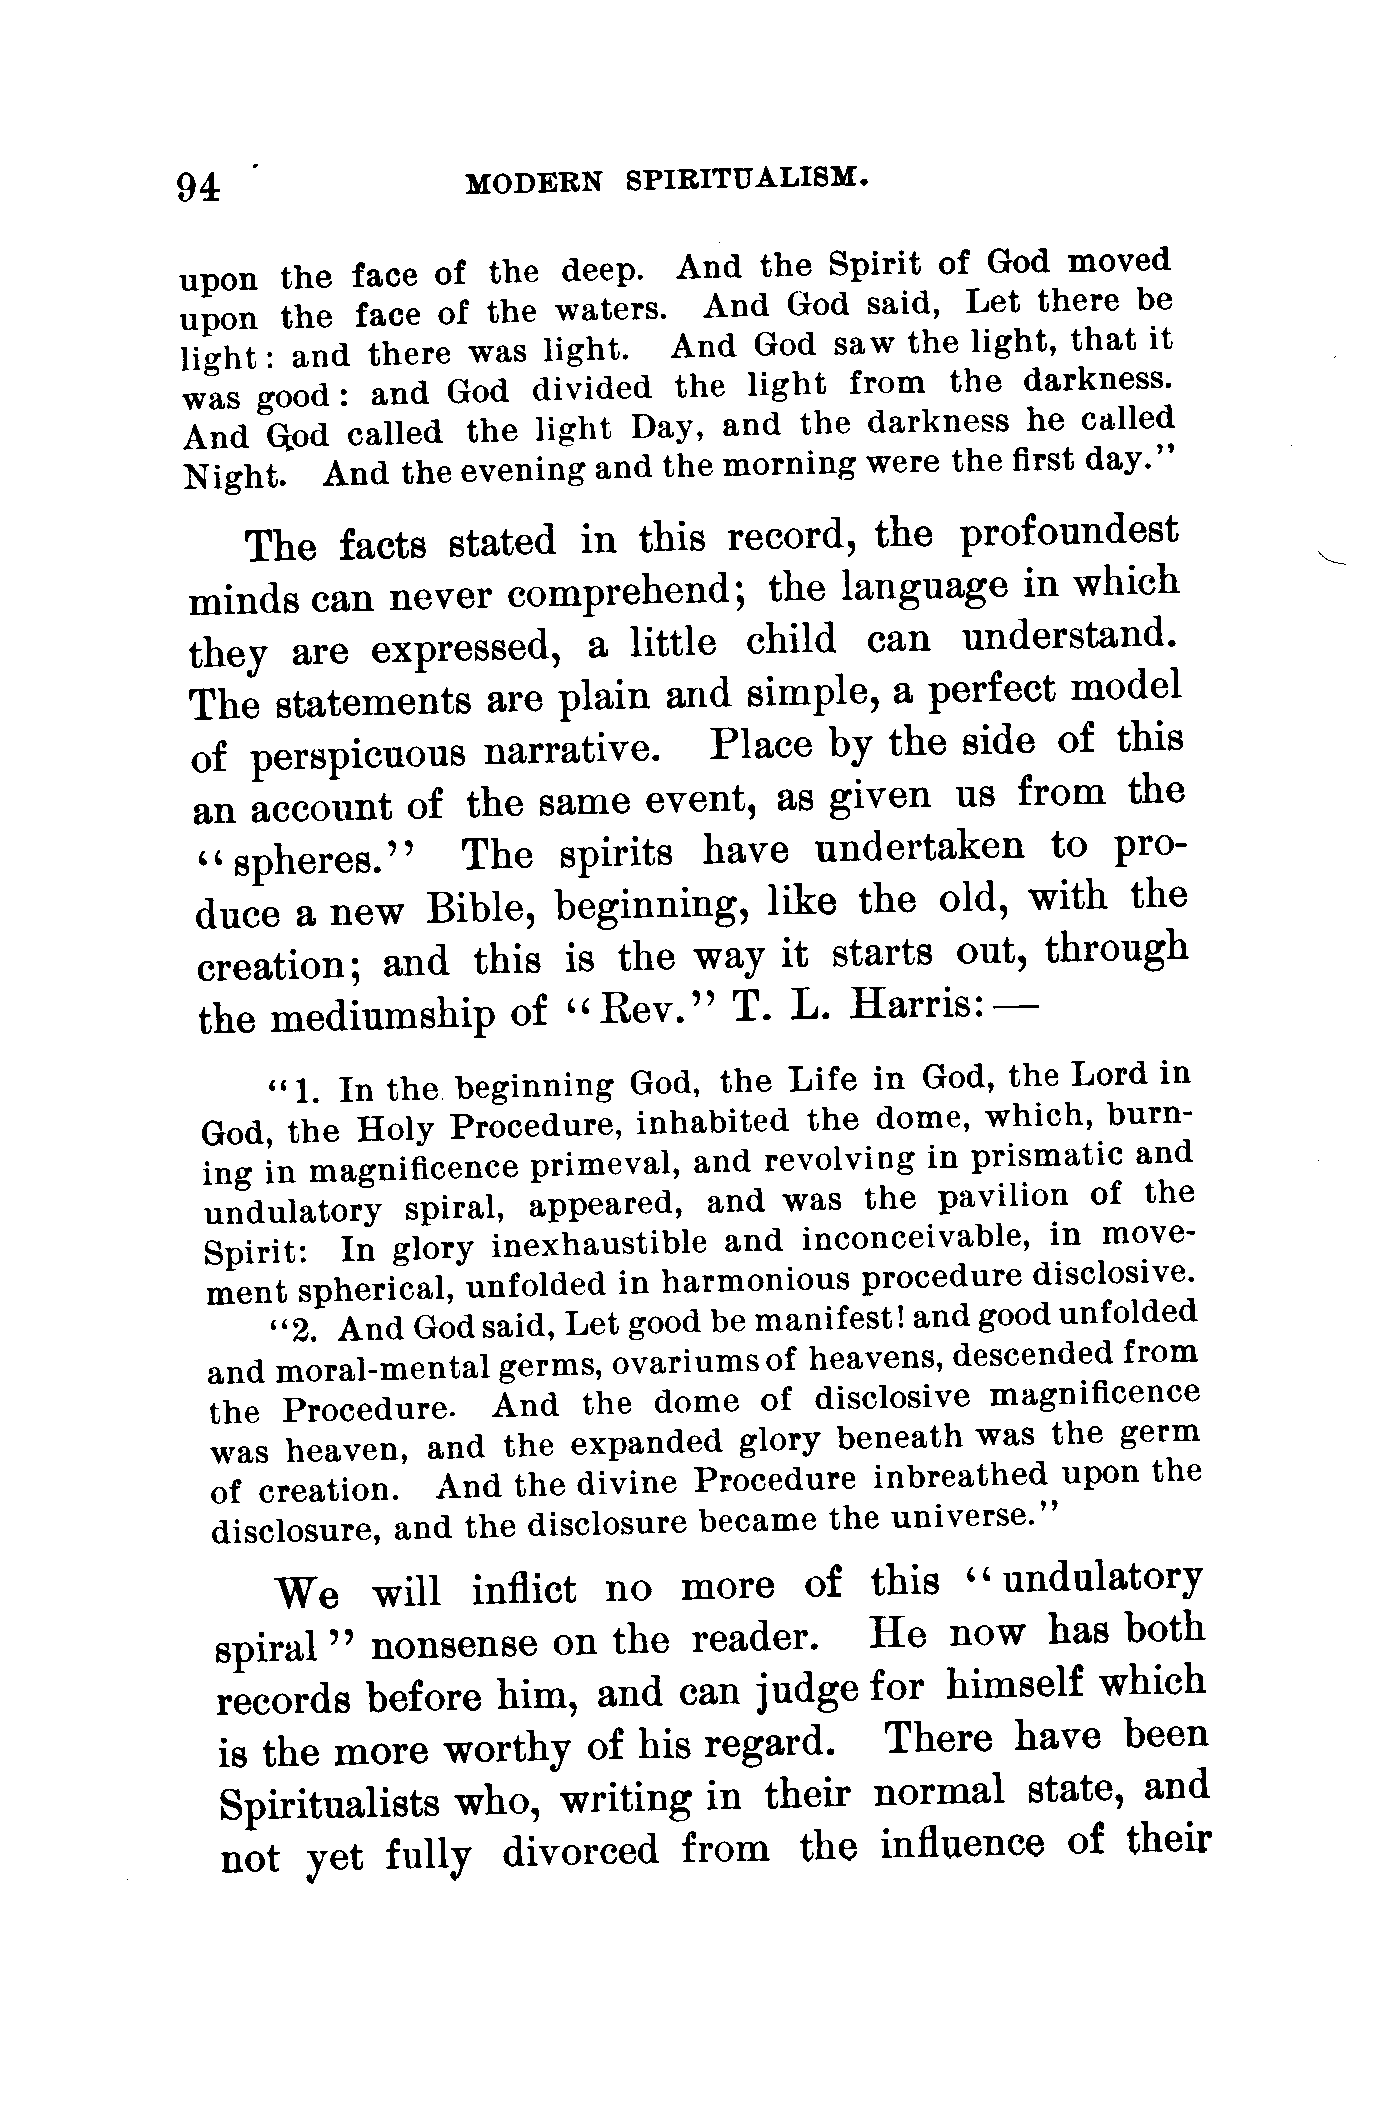 94 MODERN SPIRITUALISM.
upon the face of the deep. And the Spirit of God moved
upon the face of the waters. And God said, Let there be
light: and there was light. And God saw the light, that it
was good: and God divided the light from the darkness.
And God called the light Day, and the darkness he called
Night. And the evening and the morning were the first day."
The facts stated in this record, the profoundest
minds can never comprehend; the language in which
they are expressed, a little child can understand.
The statements are plain and simple, a perfect model
of perspicuous narrative. Place by the side of this
an account of the same event, as given us from the
"spheres." The spirits have undertaken to pro-
duce a new Bible, beginning, like the old, with the
creation; and this is the way it starts out, through
the mediumship of "Rev." T. L. Harris:—
"1. In the beginning God, the Life in God, the Lord in
God, the Holy Procedure, inhabited the dome, which, burn-
ing in magnificence primeval, and revolving in prismatic and
undulatory spiral, appeared, and was the pavilion of the
Spirit: In glory inexhaustible and inconceivable, in move-
ment spherical, unfolded in harmonious procedure disclosive.
"2. And God said, Let good be manifest! and good unfolded
and moral-mental germs, ovariums of heavens, descended from
the Procedure. And the dome of disclosive magnificence
was heaven, and the expanded glory beneath was the germ
of creation. And the divine Procedure inbreathed upon the
disclosure, and the disclosure became the universe."
We will inflict no more of this "undulatory
spiral" nonsense on the reader. He now has both
records before him, and can judge for himself which
is the more worthy of his regard. There have been
Spiritualists who, writing in their normal state, and
not yet fully divorced from the influence of their